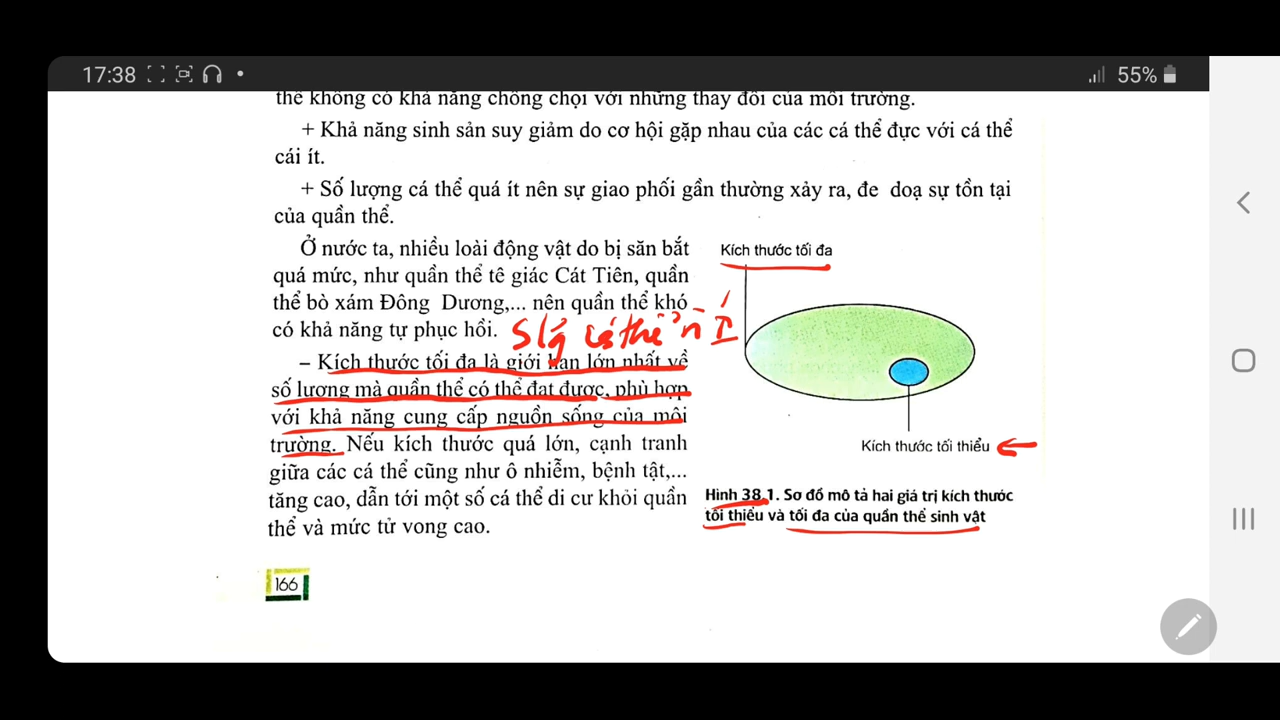 17:38
55%
thể không có khả năng chống chọi với những thay đổi của môi trường.
+ Khả năng sinh sản suy giảm do cơ hội gặp nhau của các cá thể đực với cá thể
cái ít.
+ Số lượng cá thể quá ít nên sự giao phối gần thường xảy ra, đe doạ sự tồn tại
của quần thể.
Ở nước ta, nhiều loài động vật do bị săn bắt
quá mức, như quần thể tê giác Cát Tiên, quần
thể bò xám Đông Dương,... nên quần thể khó
có khả năng tự phục hồi.
cá thể
– Kích thước tối đa là giới hạn lớn nhất về
số lượng mà quần thể có thể đạt được, phù hợp
với khả năng cung cấp nguồn sống của môi
trường. Nếu kích thước quá lớn, cạnh tranh
giữa các cá thể cũng như ô nhiễm, bệnh tật,...
tăng cao, dẫn tới một số cá thể di cư khỏi quần
thể và mức tử vong cao.
Kích thước tối đa
Kích thước tối thiểu
Hình 38.1. Sơ đồ mô tả hai giá trị kích thước
tối thiểu và tối đa của quần thể sinh vật
166